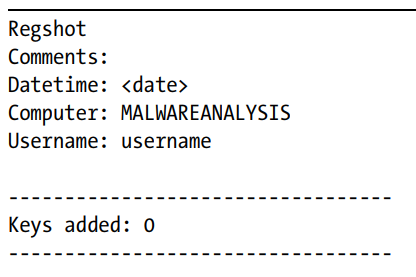 Regshot
Comments:
Datetime: <date>
Computer: MALWAREANALYSIS
Username: username
----------------------------------
Keys added: 0
----------------------------------